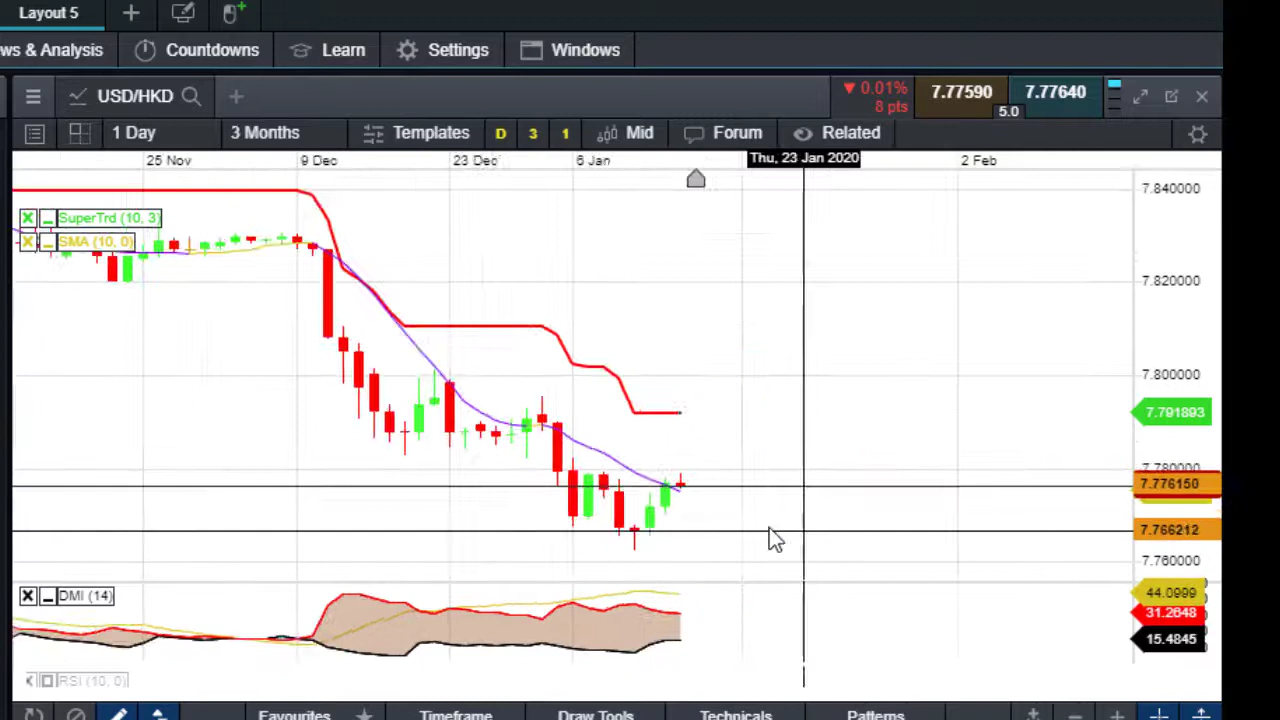 Layout 5
ws & Analysis Countdowns Learn Settings Windows
USD/HKD 0.01% 8 pts 7.77590 5.0 7.77640
1 Day 3 Months Templates D 3 1 Mid Forum Related
25 Nov 9 Dec 23 Dec 6 Jan Thu, 23 Jan 2020 2 Feb
7.840000
SuperTrd (10, 3)
SMA (10, 0)
7.820000
7.800000
7.791893
7.780000
7.776150
7.766212
7.760000
DMI (14)
44.0999
31.2648
15.4845
RSI (10, 0)
Favourites Timeframe Draw Tools Technicals Patterns